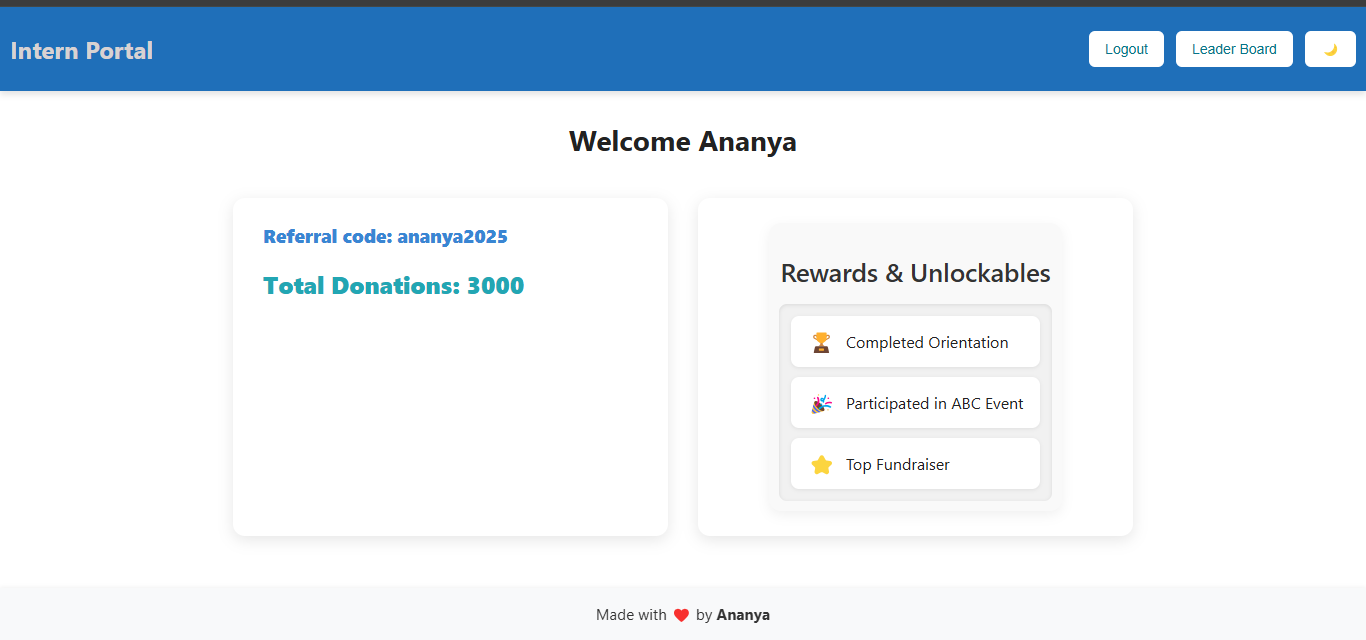 Intern Portal
Logout
Leader Board
🌙
Welcome Ananya
Referral code: ananya2025
Total Donations: 3000
Rewards & Unlockables
🏆 Completed Orientation
🎉 Participated in ABC Event
⭐ Top Fundraiser
Made with ❤️ by Ananya